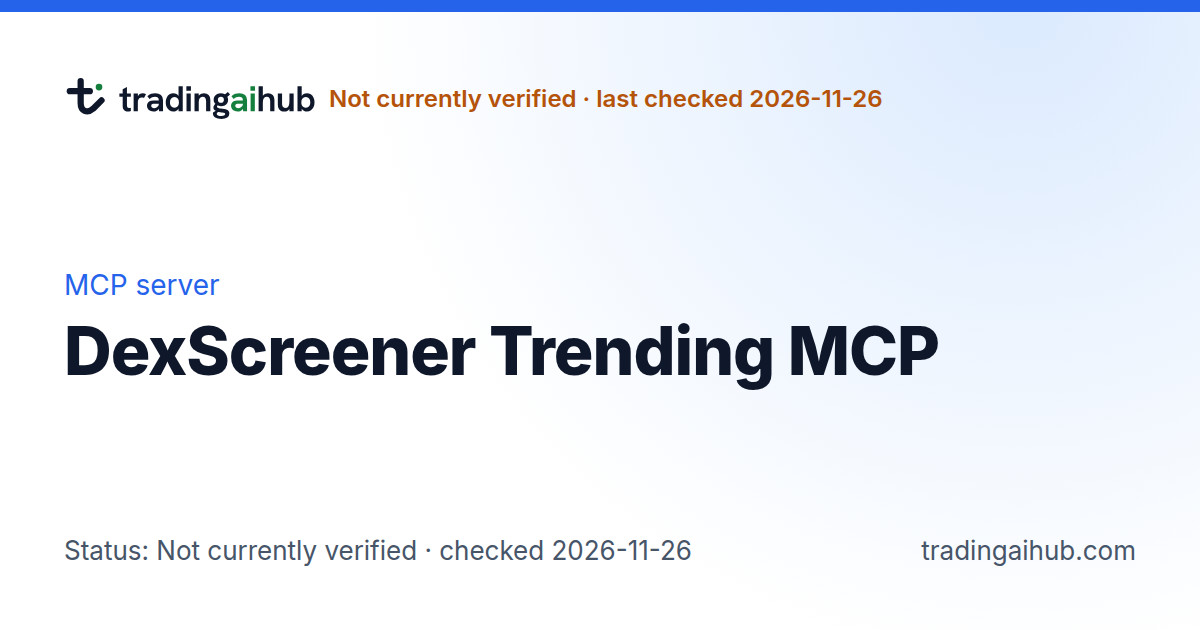 tradingaihub Not currently verified · last checked 2026-11-26
MCP server
DexScreener Trending MCP
Status: Not currently verified · checked 2026-11-26
tradingaihub.com